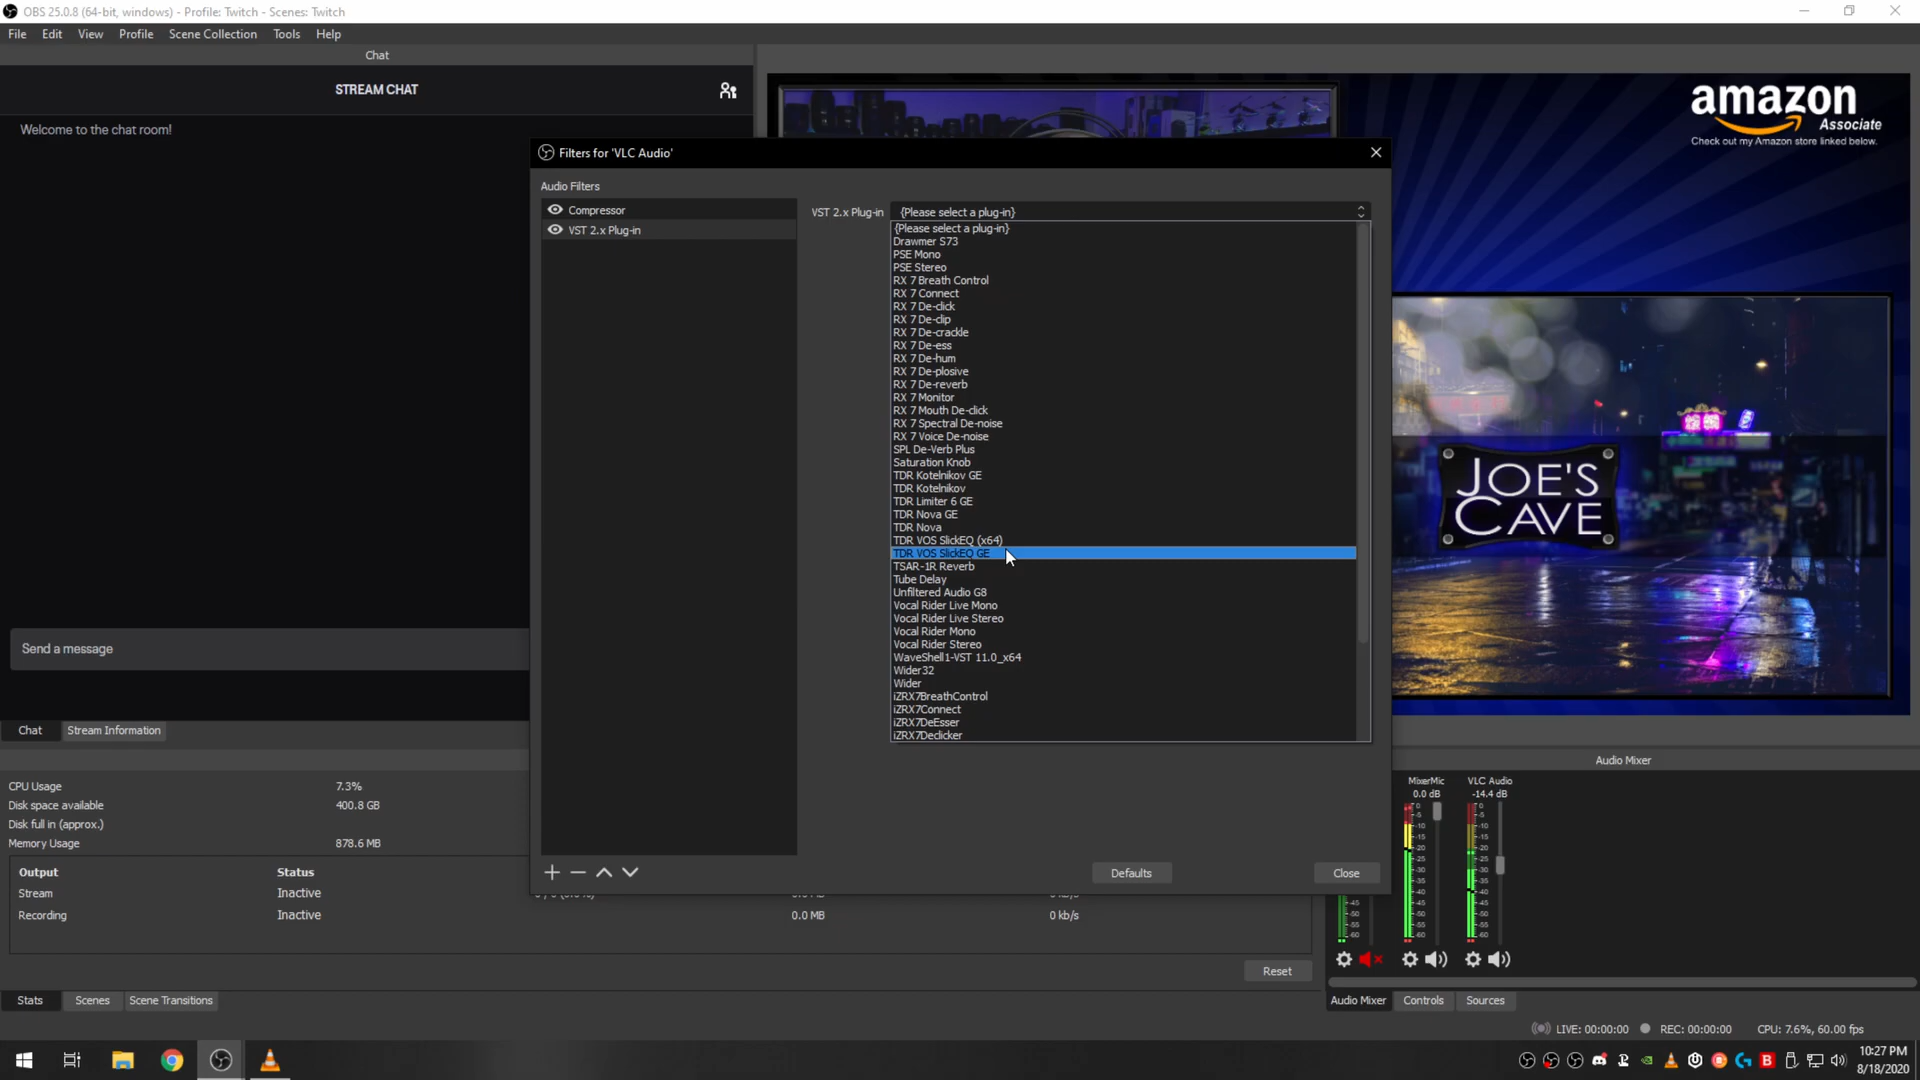 OBS 25.0.8 (64-bit, windows) - Profile: Twitch - Scenes: Twitch
File Edit View Profile Scene Collection Tools Help
Chat
STREAM CHAT
Welcome to the chat room!
amazon
Associate
Check out my Amazon store linked below.
Filters for 'VLC Audio'
Audio Filters
Compressor
VST 2.x Plug-in
VST 2.x Plug-in {Please select a plug-in}
{Please select a plug-in}
Drawmer S73
PSE Mono
PSE Stereo
RX 7 Breath Control
RX 7 Connect
RX 7 De-click
RX 7 De-clip
RX 7 De-crackle
RX 7 De-ess
RX 7 De-hum
RX 7 De-plosive
RX 7 De-reverb
RX 7 Monitor
RX 7 Mouth De-click
RX 7 Spectral De-noise
RX 7 Voice De-noise
SPL De-Verb Plus
Saturation Knob
TDR Kotelnikov GE
TDR Kotelnikov
TDR Limiter 6 GE
TDR Nova GE
TDR Nova
TDR VOS SlickEQ (x64)
TDR VOS SlickEQ GE
TSAR-1R Reverb
Tube Delay
Unfiltered Audio G8
Vocal Rider Live Mono
Vocal Rider Live Stereo
Vocal Rider Mono
Vocal Rider Stereo
WaveShell1-VST 11.0_x64
Wider32
Wider
iZRX7BreathControl
iZRX7Connect
iZRX7DeEsser
iZRX7Declicker
Defaults Close
JOE'S
CAVE
Send a message
Chat Stream Information
CPU Usage 7.3%
Disk space available 400.8 GB
Disk full in (approx.)
Memory Usage 878.6 MB
Output Status
Stream Inactive
Recording Inactive 0.0 MB 0 kb/s
Reset
Stats Scenes Scene Transitions
Audio Mixer
MixerMic VLC Audio
0.0 dB -14.4 dB
Audio Mixer Controls Sources
LIVE: 00:00:00 REC: 00:00:00 CPU: 7.6%, 60.00 fps
10:27 PM
8/18/2020